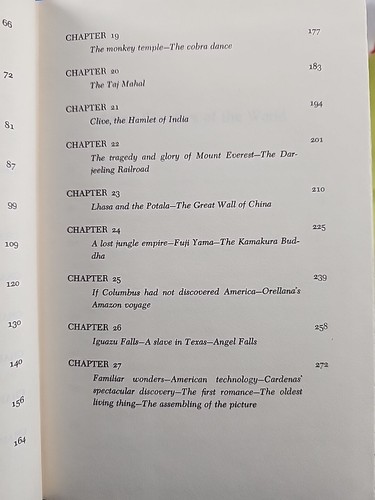 66
72
81
87
99
109
120
130
140
156
164
CHAPTER 19 177
The monkey temple—The cobra dance
CHAPTER 20 183
The Taj Mahal
CHAPTER 21 194
Clive, the Hamlet of India
CHAPTER 22 201
The tragedy and glory of Mount Everest—The Dar-
jeeling Railroad
CHAPTER 23 210
Lhasa and the Potala—The Great Wall of China
CHAPTER 24 225
A lost jungle empire—Fuji Yama—The Kamakura Bud-
dha
CHAPTER 25 239
If Columbus had not discovered America—Orellana's
Amazon voyage
CHAPTER 26 258
Iguazu Falls—A slave in Texas—Angel Falls
CHAPTER 27 272
Familiar wonders—American technology—Cardenas'
spectacular discovery—The first romance—The oldest
living thing—The assembling of the picture